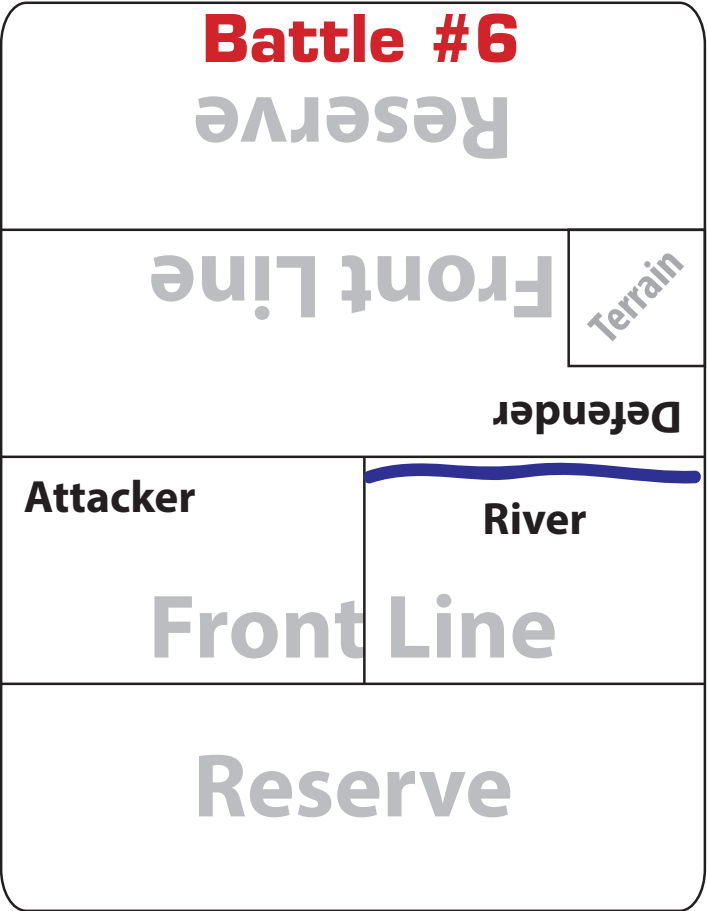 Battle #6
Reserve
Front Line
Terrain
Defender
Attacker
River
Front Line
Reserve